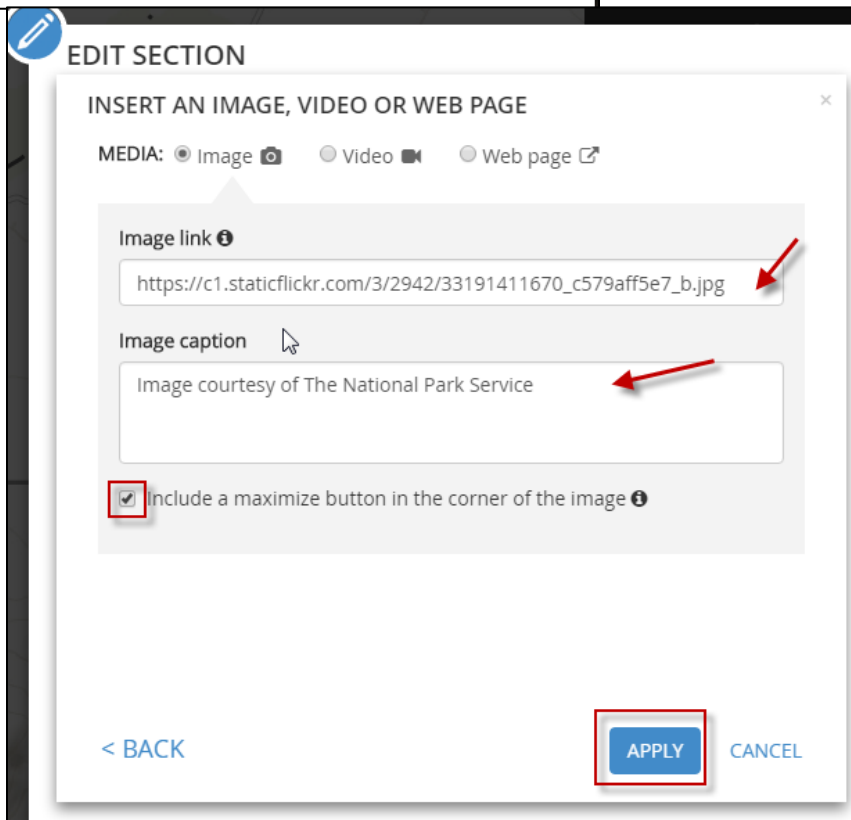 EDIT SECTION
INSERT AN IMAGE, VIDEO OR WEB PAGE ×
MEDIA: Image Video Web page
Image link
https://c1.staticflickr.com/3/2942/33191411670_c579aff5e7_b.jpg
Image caption
Image courtesy of The National Park Service
Include a maximize button in the corner of the image
< BACK APPLY CANCEL